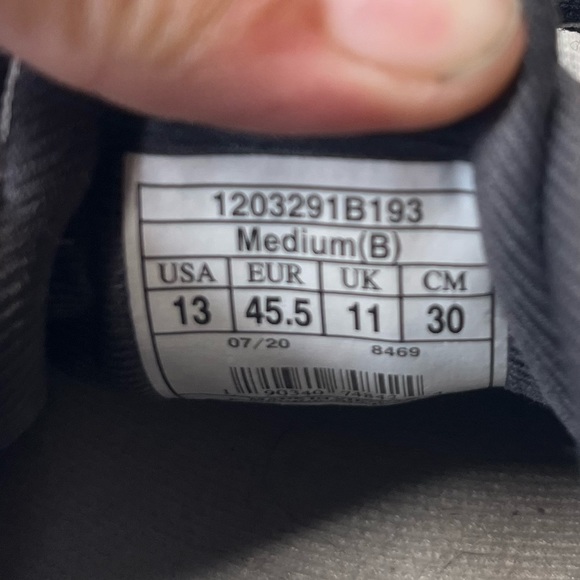 1203291B193
Medium(B)
USA EUR UK CM
13 45.5 11 30
07/20 8469